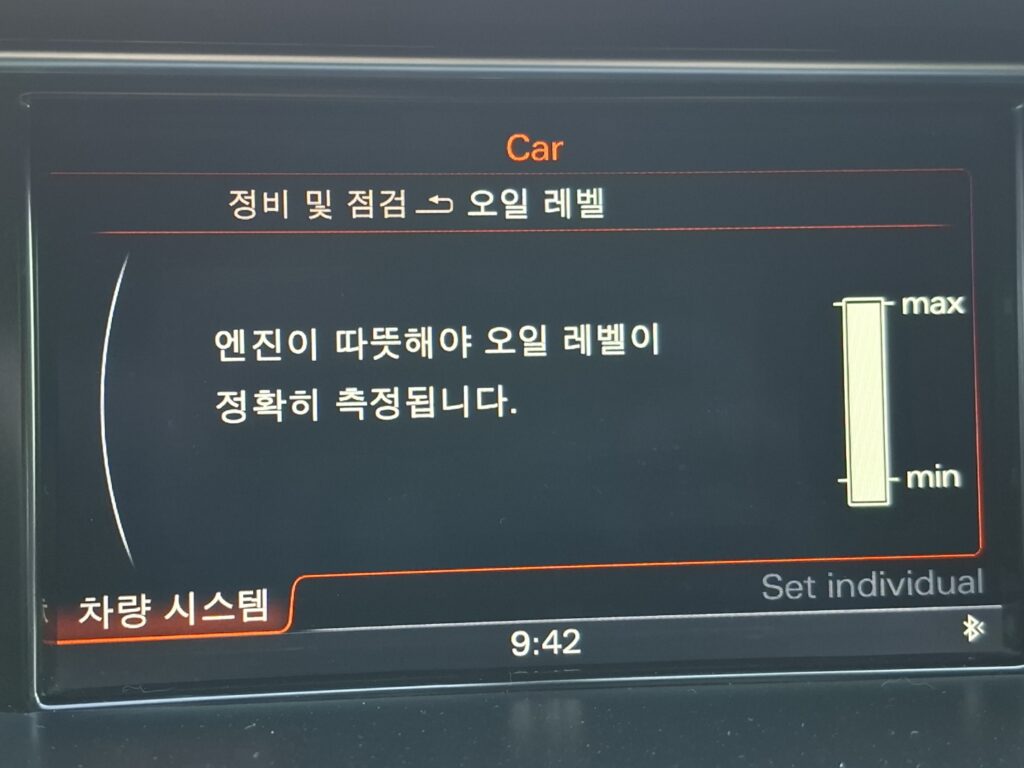 Car
정비 및 점검 오일 레벨
엔진이 따뜻해야 오일 레벨이
정확히 측정됩니다.
max
min
차량 시스템
Set individual
9:42